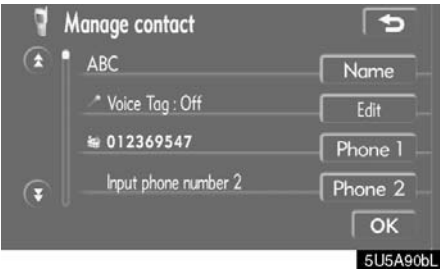 Manage contact
ABC
Name
Voice Tag : Off
Edit
012369547
Phone 1
Input phone number 2
Phone 2
OK
5U5A90bL